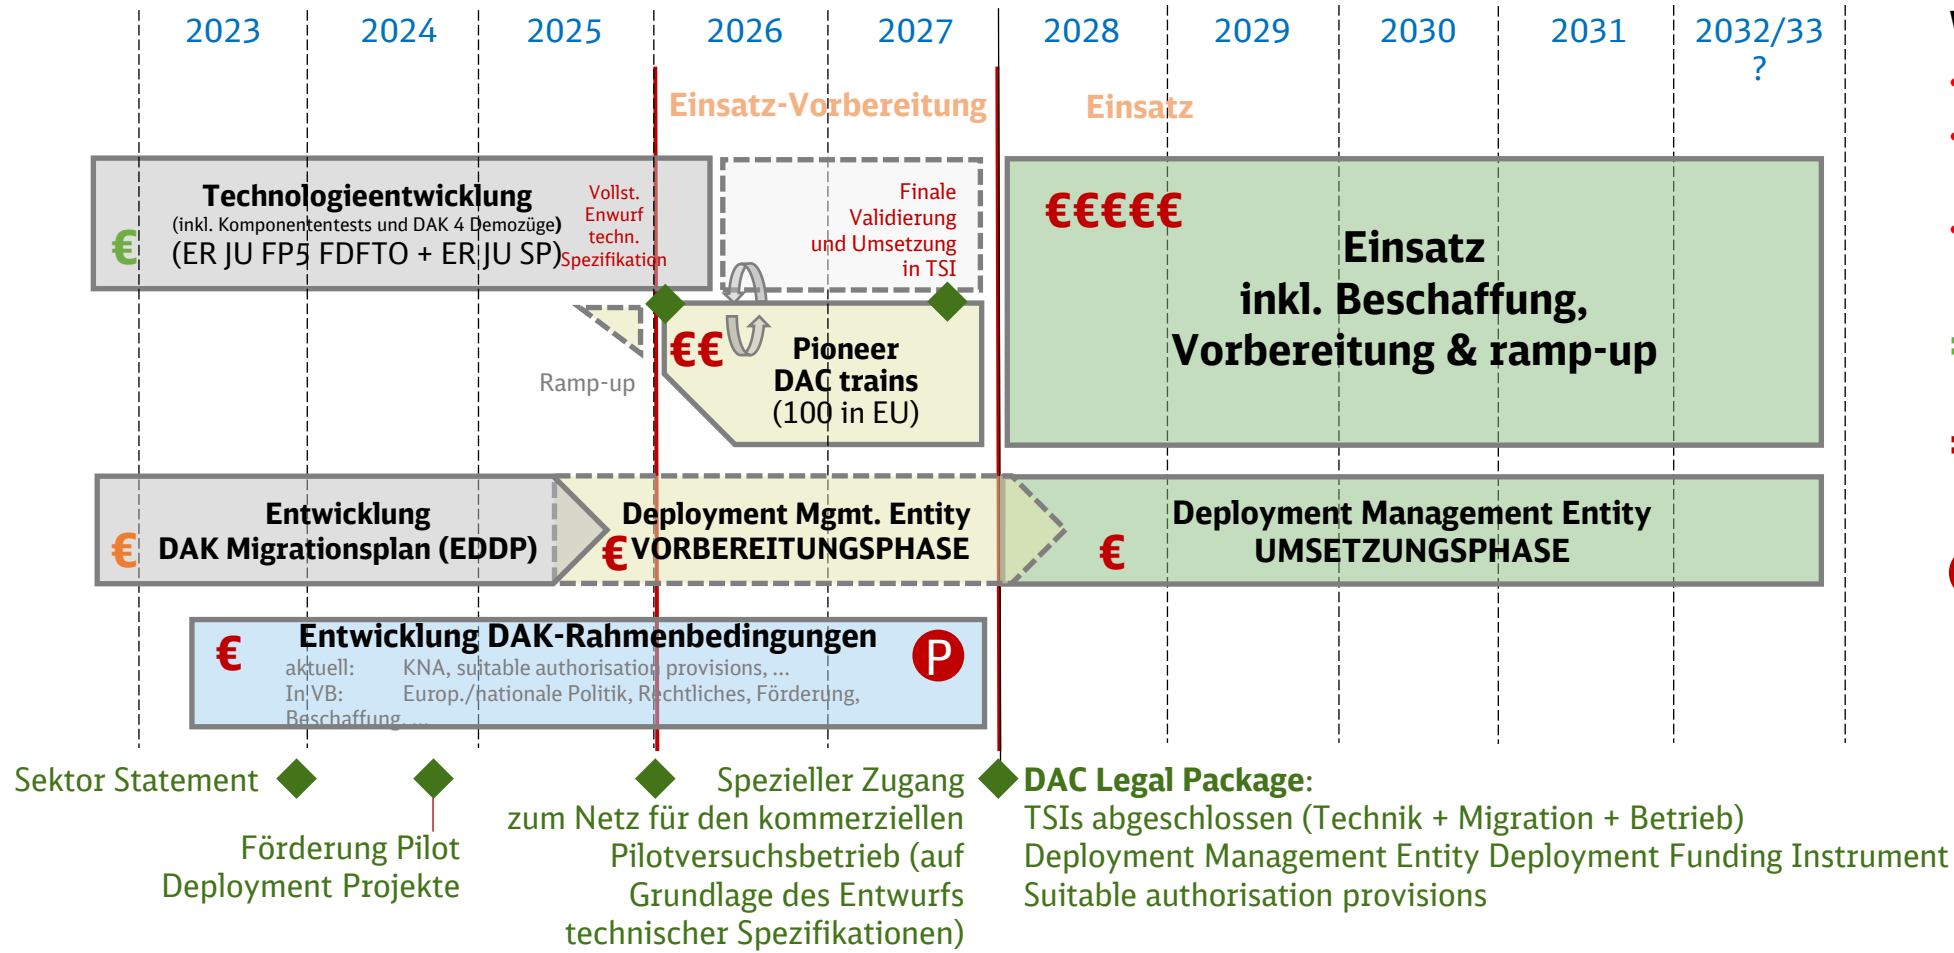 2023
2024
2025
2026
2027
2028
2029
2030
2031
2032/33
?
Einsatz-Vorbereitung
Einsatz
Technologieentwicklung
(inkl. Komponententests und DAK 4 Demozüge)
(ER JU FP5 FDFTO + ER JU SP)
€
Vollst.
Enwurf
techn.
Spezifikation
Finale
Validierung
und Umsetzung
in TSI
€€€€€
Einsatz
inkl. Beschaffung,
Vorbereitung & ramp-up
Ramp-up
€€
Pioneer
DAC trains
(100 in EU)
Entwicklung
DAK Migrationsplan (EDDP)
€
Deployment Mgmt. Entity
VORBEREITUNGSPHASE
€
Deployment Management Entity
UMSETZUNGSPHASE
€
Entwicklung DAK-Rahmenbedingungen
€
aktuell: KNA, suitable authorisation provisions, ...
In VB: Europ./nationale Politik, Rechtliches, Förderung,
Beschaffung, ...
P
Sektor Statement
Förderung Pilot
Deployment Projekte
Spezieller Zugang
zum Netz für den kommerziellen
Pilotversuchsbetrieb (auf
Grundlage des Entwurfs
technischer Spezifikationen)
DAC Legal Package:
TSIs abgeschlossen (Technik + Migration + Betrieb)
Deployment Management Entity Deployment Funding Instrument
Suitable authorisation provisions